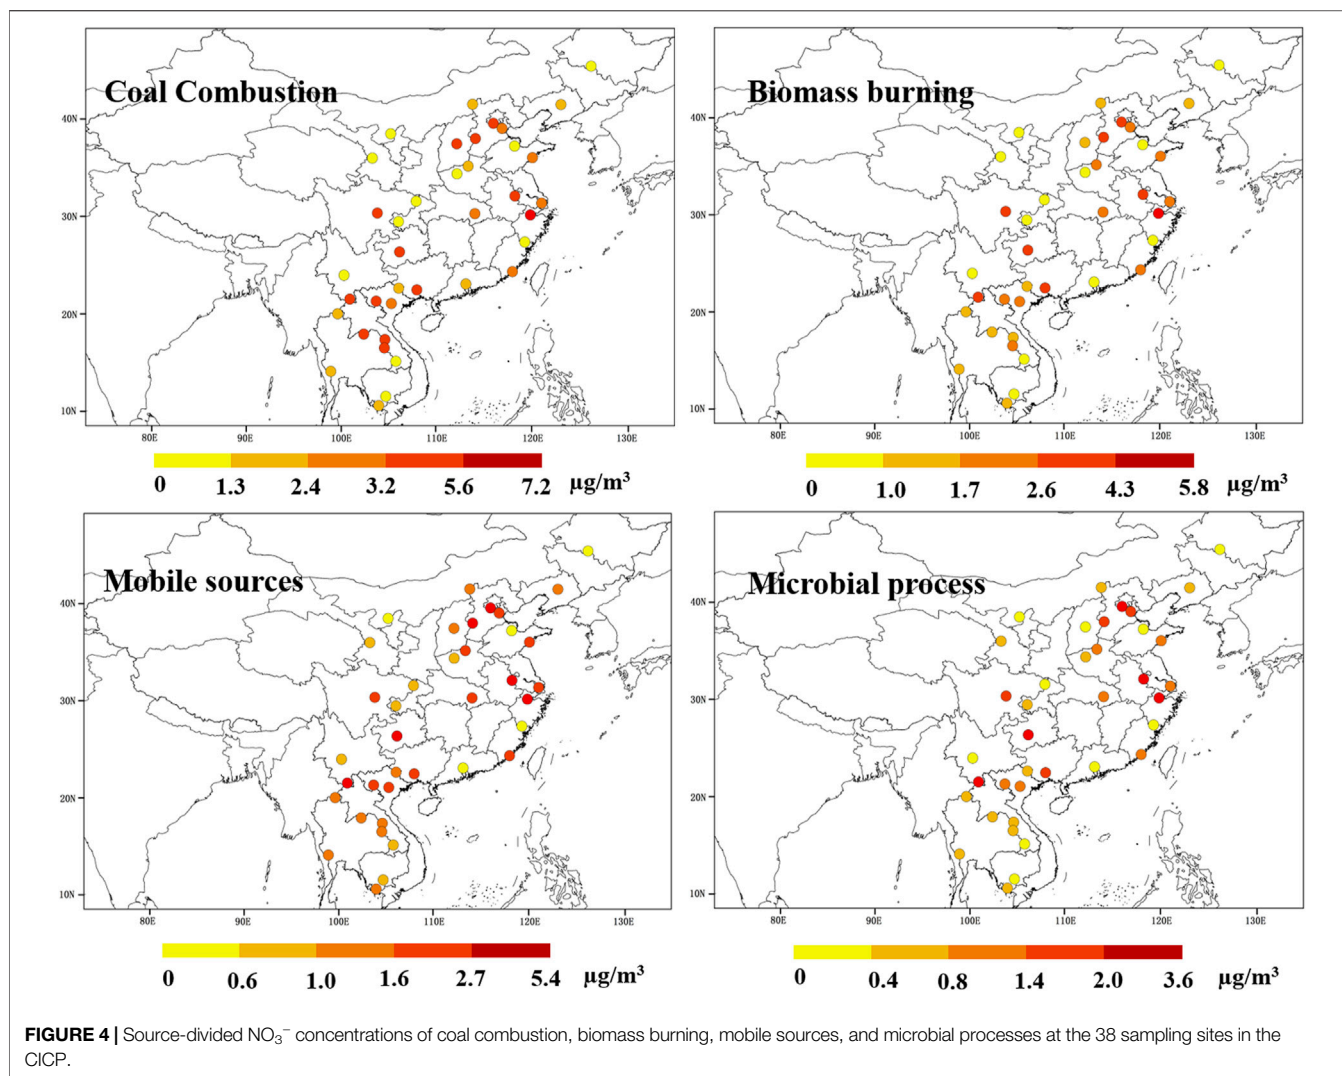 Coal Combustion
40N
30N
20N
10N
80E 90E 100E 110E 120E 130E
0 1.3 2.4 3.2 5.6 7.2 µg/m³
Biomass burning
40N
30N
20N
10N
80E 90E 100E 110E 120E 130E
0 1.0 1.7 2.6 4.3 5.8 µg/m³
Mobile sources
40N
30N
20N
10N
80E 90E 100E 110E 120E 130E
0 0.6 1.0 1.6 2.7 5.4 µg/m³
Microbial process
40N
30N
20N
10N
80E 90E 100E 110E 120E 130E
0 0.4 0.8 1.4 2.0 3.6 µg/m³
FIGURE 4 | Source-divided NO₃⁻ concentrations of coal combustion, biomass burning, mobile sources, and microbial processes at the 38 sampling sites in the
CICP.